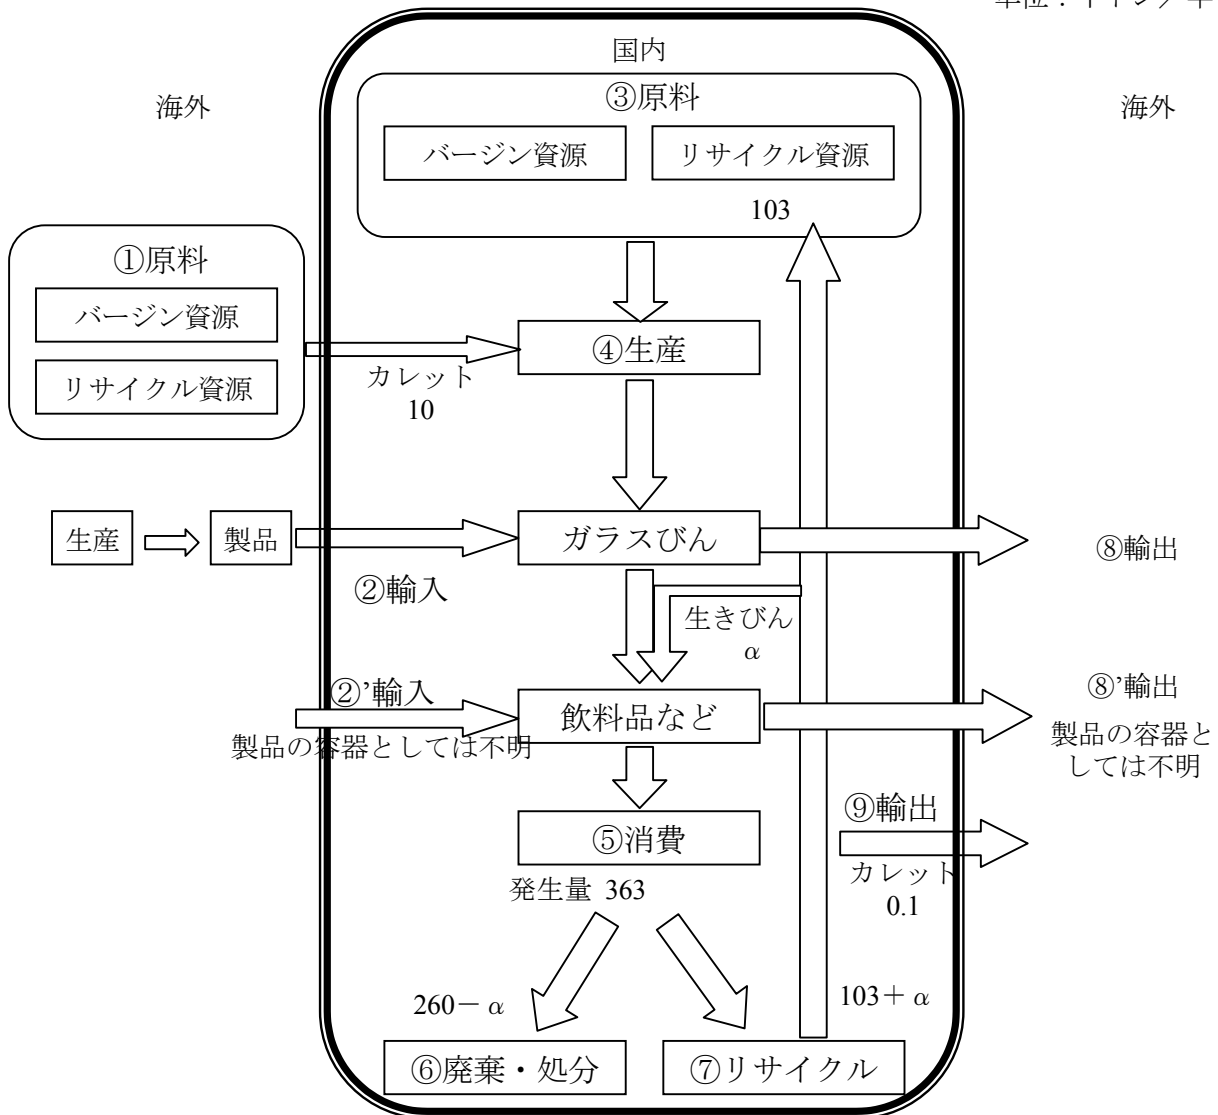 国内
海外
海外
③原料
バージン資源
リサイクル資源
103
①原料
バージン資源
リサイクル資源
④生産
カレット
10
生産
製品
ガラスびん
⑧輸出
②輸入
生きびん
α
②’輸入
飲料品など
⑧’輸出
製品の容器としては不明
製品の容器と
しては不明
⑤消費
⑨輸出
カレット
0.1
発生量 363
260－α
103＋α
⑥廃棄・処分
⑦リサイクル